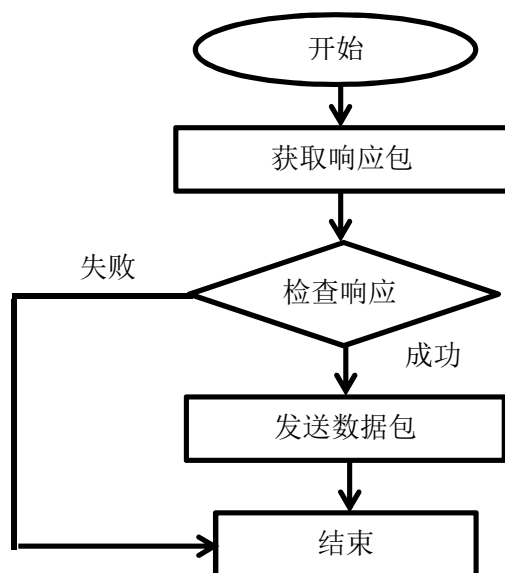 开始
获取响应包
失败
检查响应
成功
发送数据包
结束